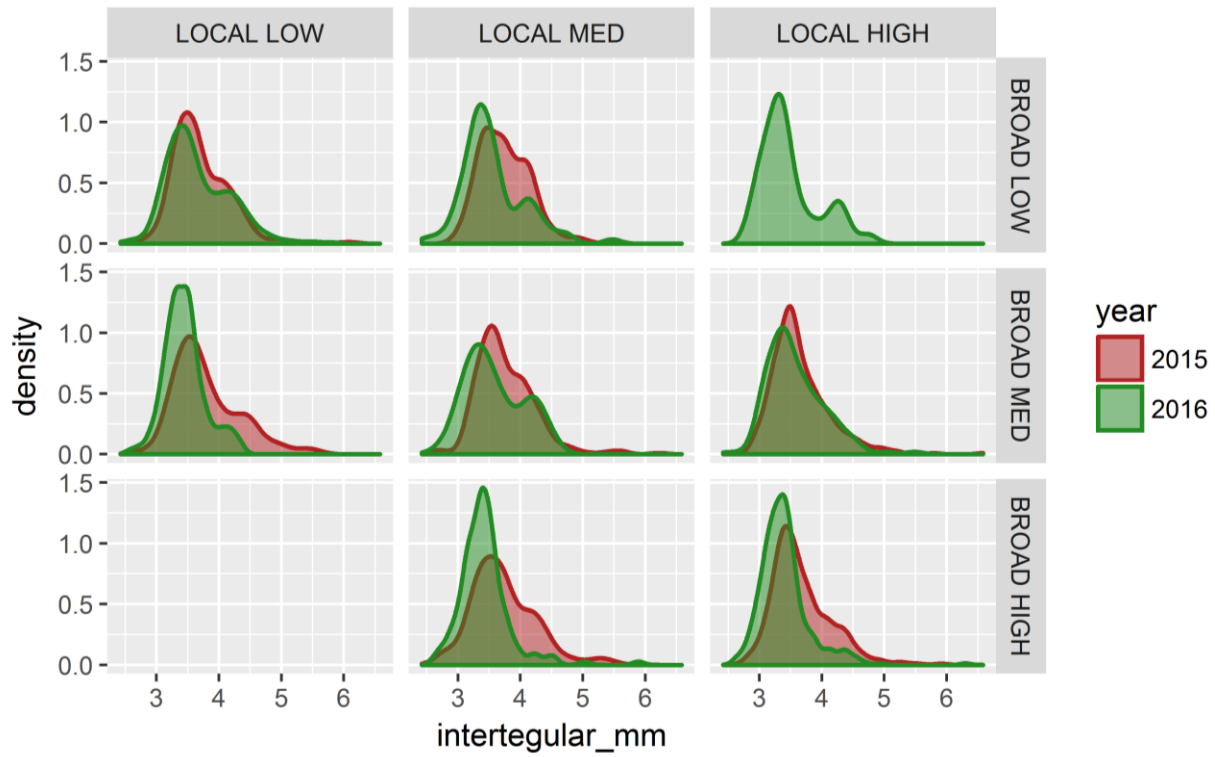 LOCAL LOW LOCAL MED LOCAL HIGH
1.5
1.0
0.5
0.0
BROAD LOW
1.5
1.0
0.5
0.0
BROAD MED
1.5
1.0
0.5
0.0
BROAD HIGH
3 4 5 6 3 4 5 6 3 4 5 6
density
intertegular_mm
year
2015
2016